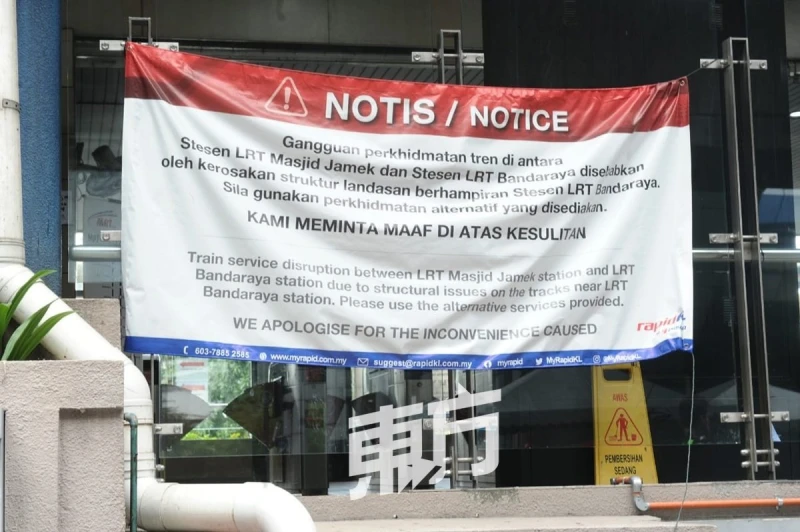 NOTIS / NOTICE
Gangguan perkhidmatan tren di antara
Stesen LRT Masjid Jamek dan Stesen LRT Bandaraya disebabkan
oleh kerosakan struktur landasan berhampiran Stesen LRT Bandaraya.
Sila gunakan perkhidmatan alternatif yang disediakan.
KAMI MEMINTA MAAF DI ATAS KESULITAN
Train service disruption between LRT Masjid Jamek station and LRT
Bandaraya station due to structural issues on the tracks near LRT
Bandaraya station. Please use the alternative services provided.
WE APOLOGISE FOR THE INCONVENIENCE CAUSED
rapidKL
603-7885 2585 www.myrapid.com.my suggest@rapidkl.com.my myrapid MyRapidKL @MyRapidKL
東方
AWAS
PEMBERSIHAN
SEDANG